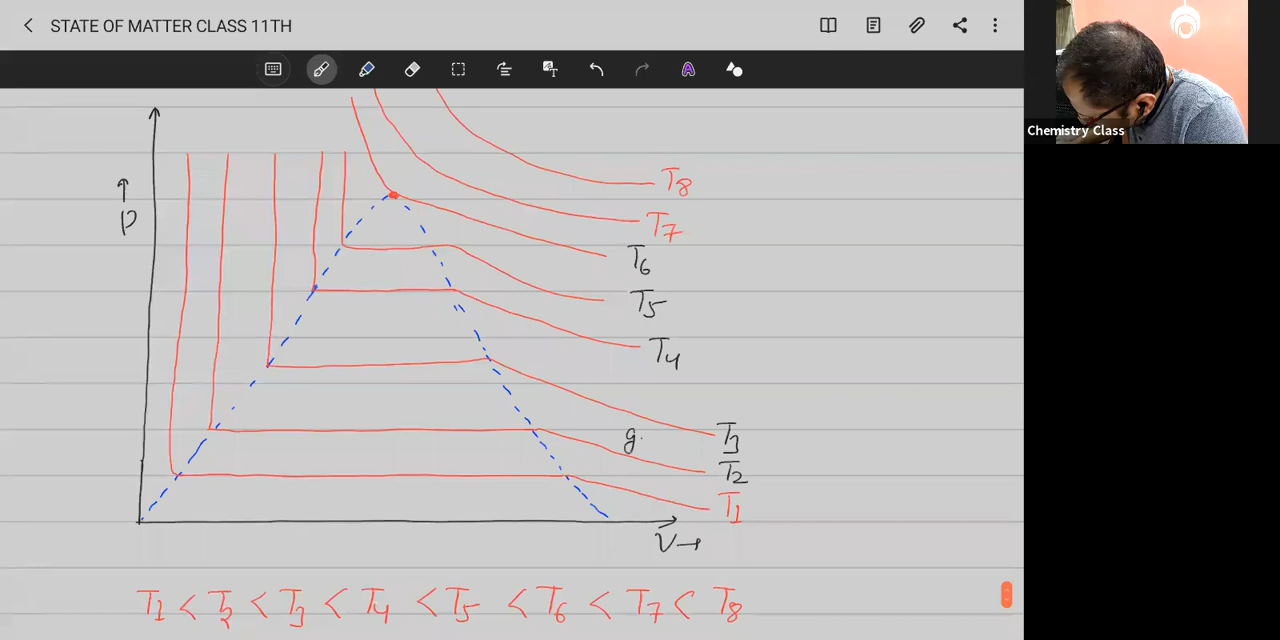 STATE OF MATTER CLASS 11TH
Chemistry Class
↑
P
T8
T7
T6
T5
T4
g.
T3
T2
T1
V→
T1 < T2 < T3 < T4 < T5 < T6 < T7 < T8